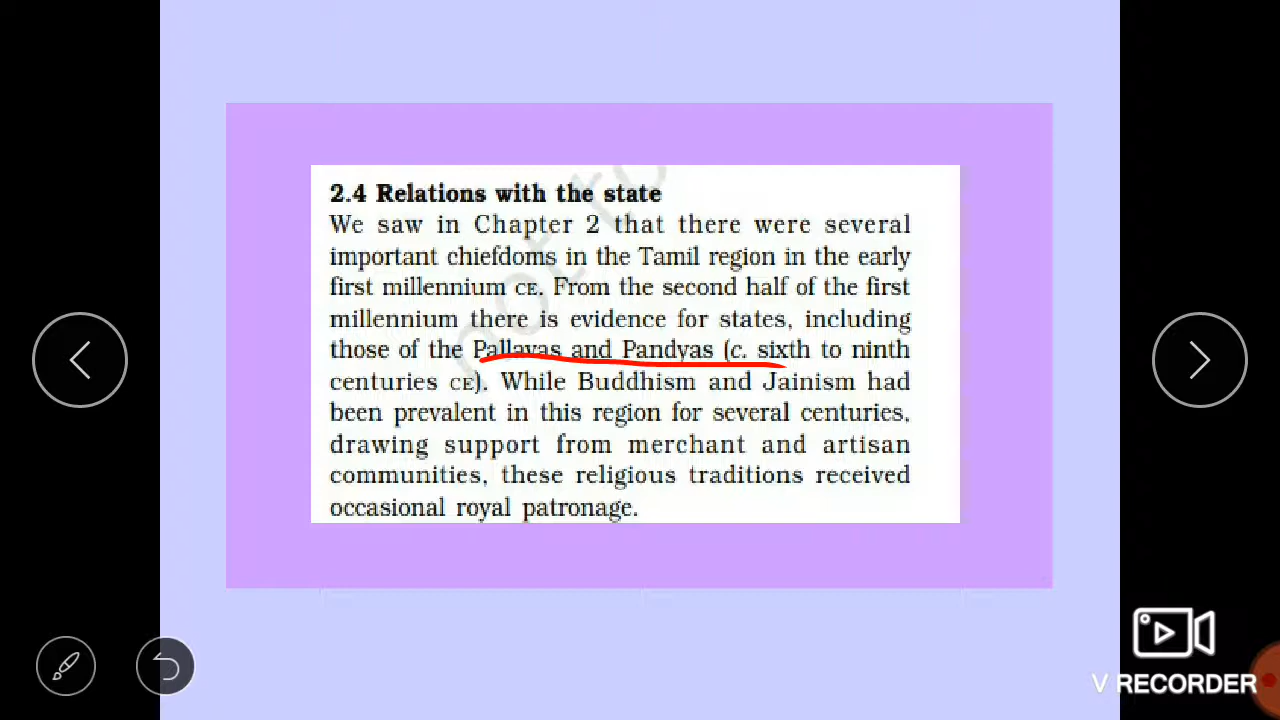 2.4 Relations with the state
We saw in Chapter 2 that there were several
important chiefdoms in the Tamil region in the early
first millennium CE. From the second half of the first
millennium there is evidence for states, including
those of the Pallavas and Pandyas (c. sixth to ninth
centuries CE). While Buddhism and Jainism had
been prevalent in this region for several centuries,
drawing support from merchant and artisan
communities, these religious traditions received
occasional royal patronage.
not to
V RECORDER